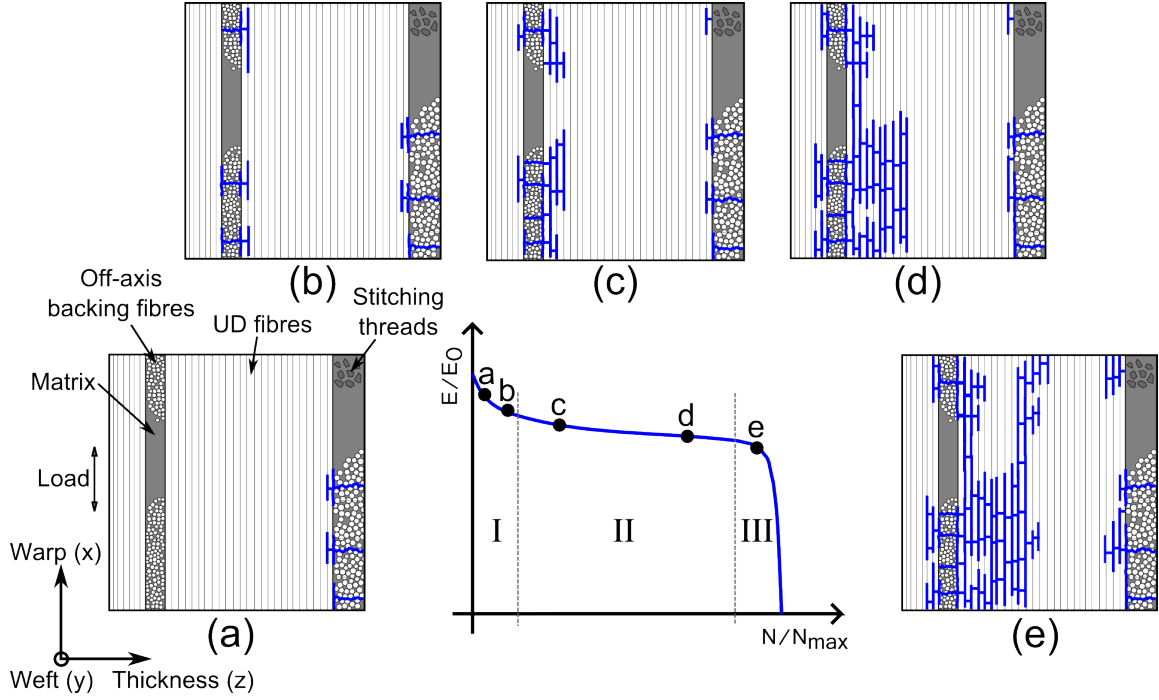 (b)
(c)
(d)
Off-axis
backing fibres
UD fibres
Stitching
threads
Matrix
Load
Warp (x)
Weft (y)
Thickness (z)
(a)
E/E0
a
b
c
d
e
I
II
III
N/Nmax
(e)